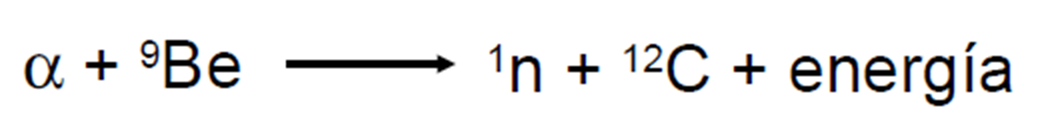 α + ⁹Be ⟶ ¹n + ¹²C + energía